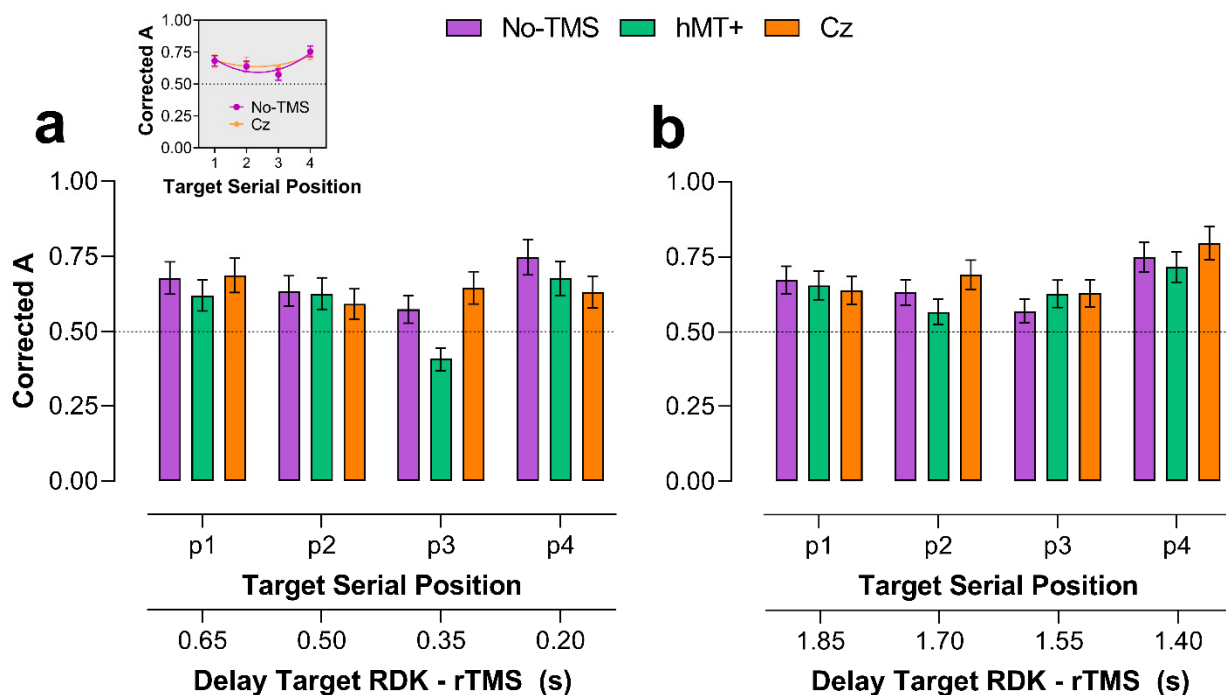 No-TMS hMT+ Cz
1.00
0.75
0.50
0.25
0.00
Corrected A
No-TMS
Cz
1 2 3 4
Target Serial Position
a
1.00
0.75
0.50
0.25
0.00
Corrected A
p1 p2 p3 p4
Target Serial Position
0.65 0.50 0.35 0.20
Delay Target RDK - rTMS (s)
b
1.00
0.75
0.50
0.25
0.00
p1 p2 p3 p4
Target Serial Position
1.85 1.70 1.55 1.40
Delay Target RDK - rTMS (s)